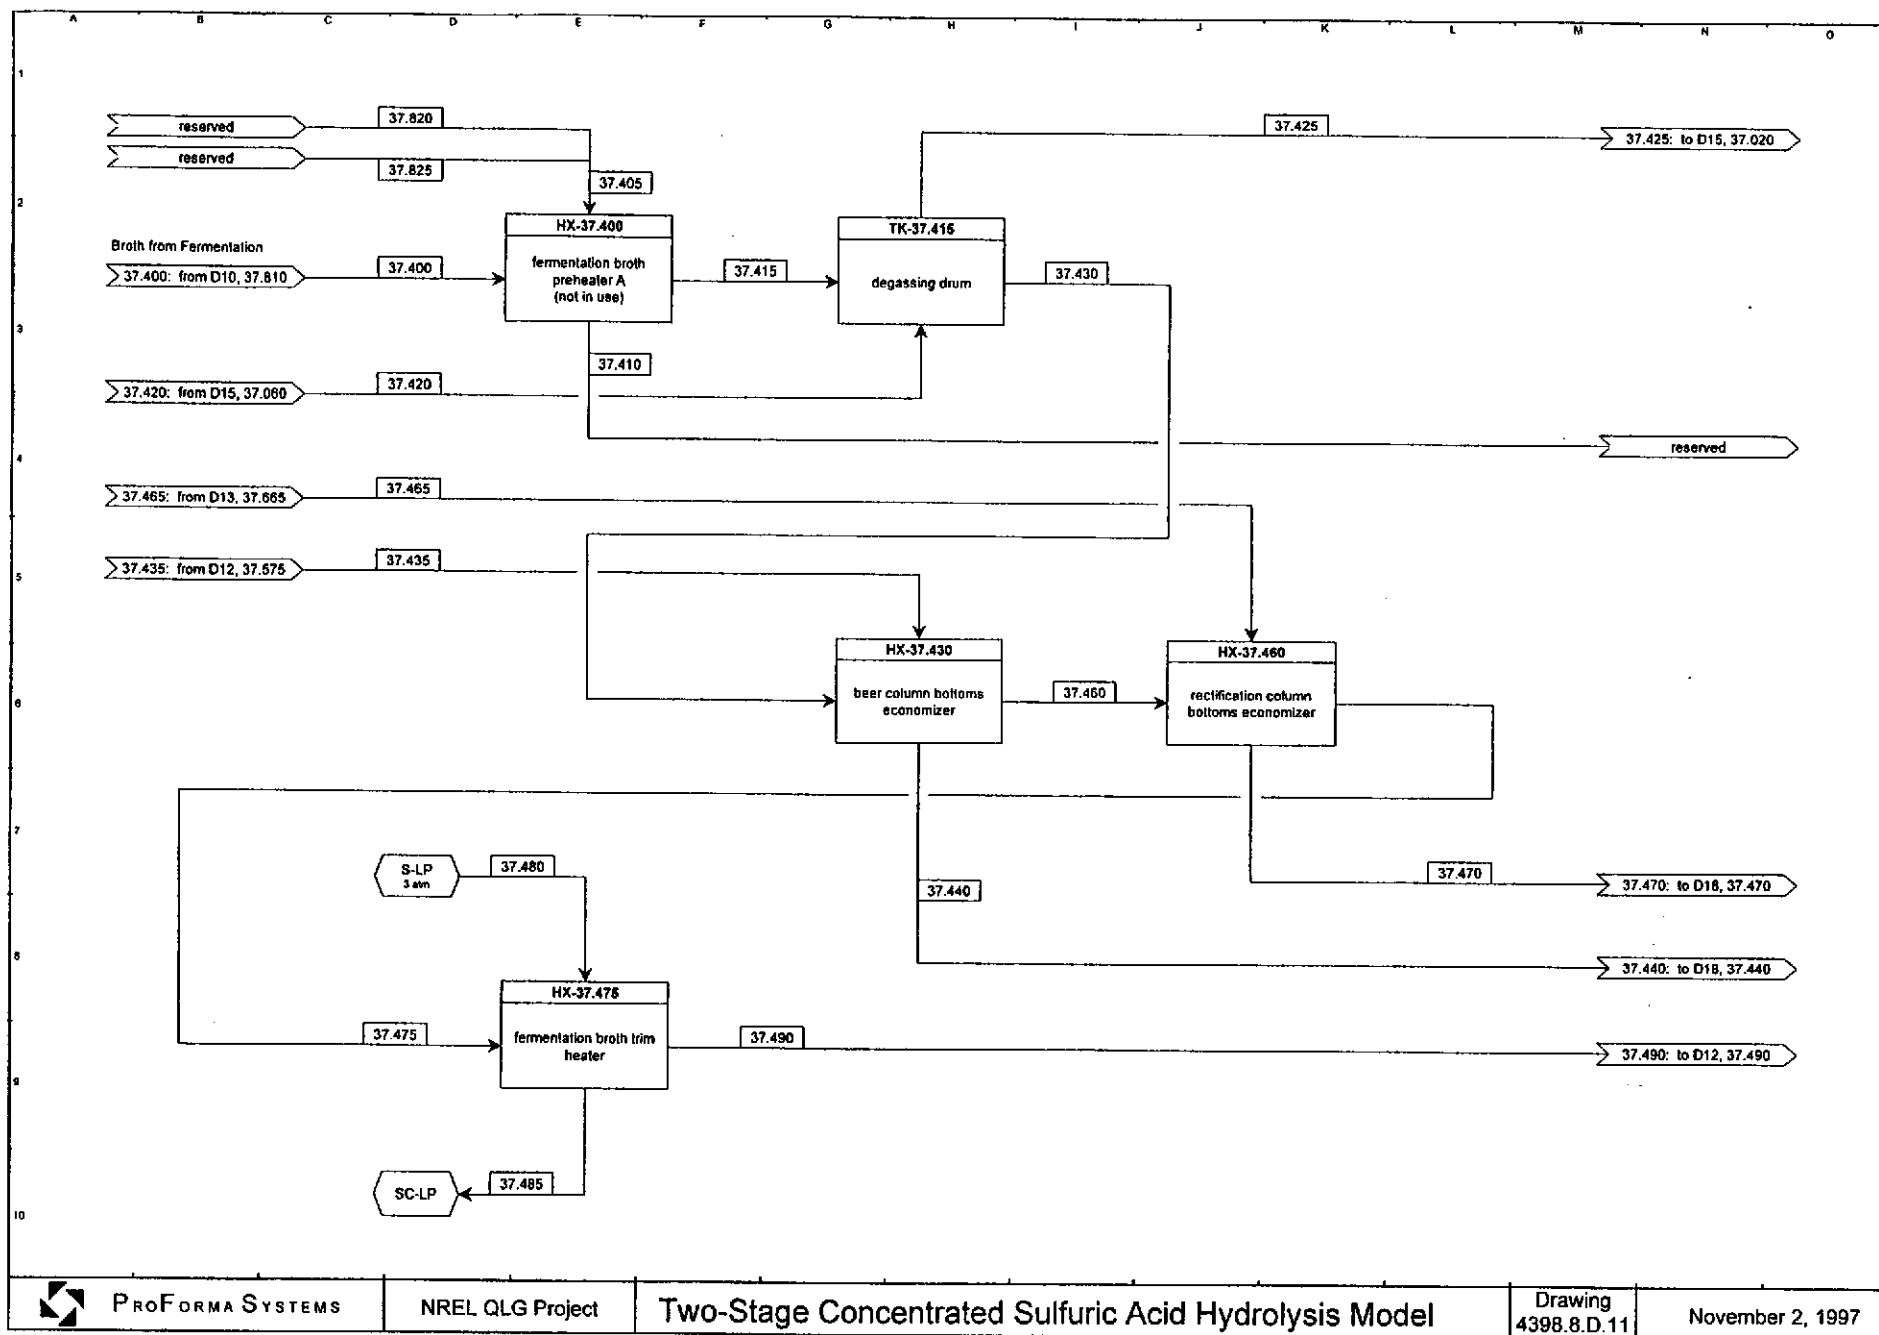 A B C D E F G H I J K L M N O
1
reserved
37.820
37.425
37.425: to D15, 37.020
reserved
37.825
37.405
2
HX-37.400
TK-37.415
Broth from Fermentation
37.400: from D10, 37.810
37.400
fermentation broth
preheater A
(not in use)
37.415
degassing drum
37.430
3
37.410
37.420: from D15, 37.060
37.420
reserved
4
37.465: from D13, 37.665
37.465
37.435: from D12, 37.575
37.435
5
HX-37.430
HX-37.460
beer column bottoms
economizer
37.460
rectification column
bottoms economizer
6
7
S-LP
3 atm
37.480
37.440
37.470
37.470: to D18, 37.470
8
37.440: to D18, 37.440
HX-37.475
37.475
fermentation broth trim
heater
37.490
37.490: to D12, 37.490
9
SC-LP
37.485
10
PROFORMA SYSTEMS
NREL QLG Project
Two-Stage Concentrated Sulfuric Acid Hydrolysis Model
Drawing
4398.8.D.11
November 2, 1997